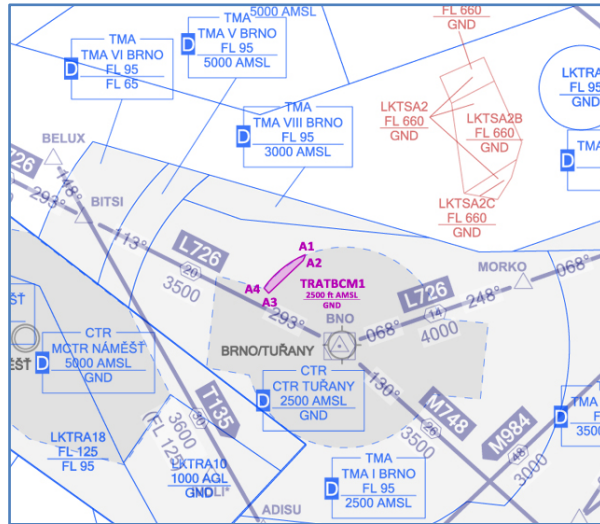 5000 AMSL
TMA
TMA VI BRNO
FL 95
FL 65
D
TMA
TMA V BRNO
FL 95
5000 AMSL
D
TMA
TMA VIII BRNO
FL 95
3000 AMSL
D
FL 660
GND
LKTSA2
FL 660
GND
LKTSA2B
FL 660
GND
LKTSA2C
FL 660
GND
FL 95
GND
D
TMA
BELUX
L726
293°
148°
BITSI
113°
L726
20
3500
293°
A1
A2
A4
A3
TRATBCM1
2500 ft AMSL
GND
BNO
BRNO/TUŘANY
MORKO
068°
248°
L726
14
4000
068°
CTR
MCTR NÁMĚŠŤ
5000 AMSL
GND
D
CTR
CTR TUŘANY
2500 AMSL
GND
D
130°
M748
26
3500
M984
48
3000
T135
30
3600
(FL 125)
LKTRA18
FL 125
FL 95
LKTRA10
1000 AGL
GND
ADISU
TMA
TMA I BRNO
FL 95
2500 AMSL
D
D